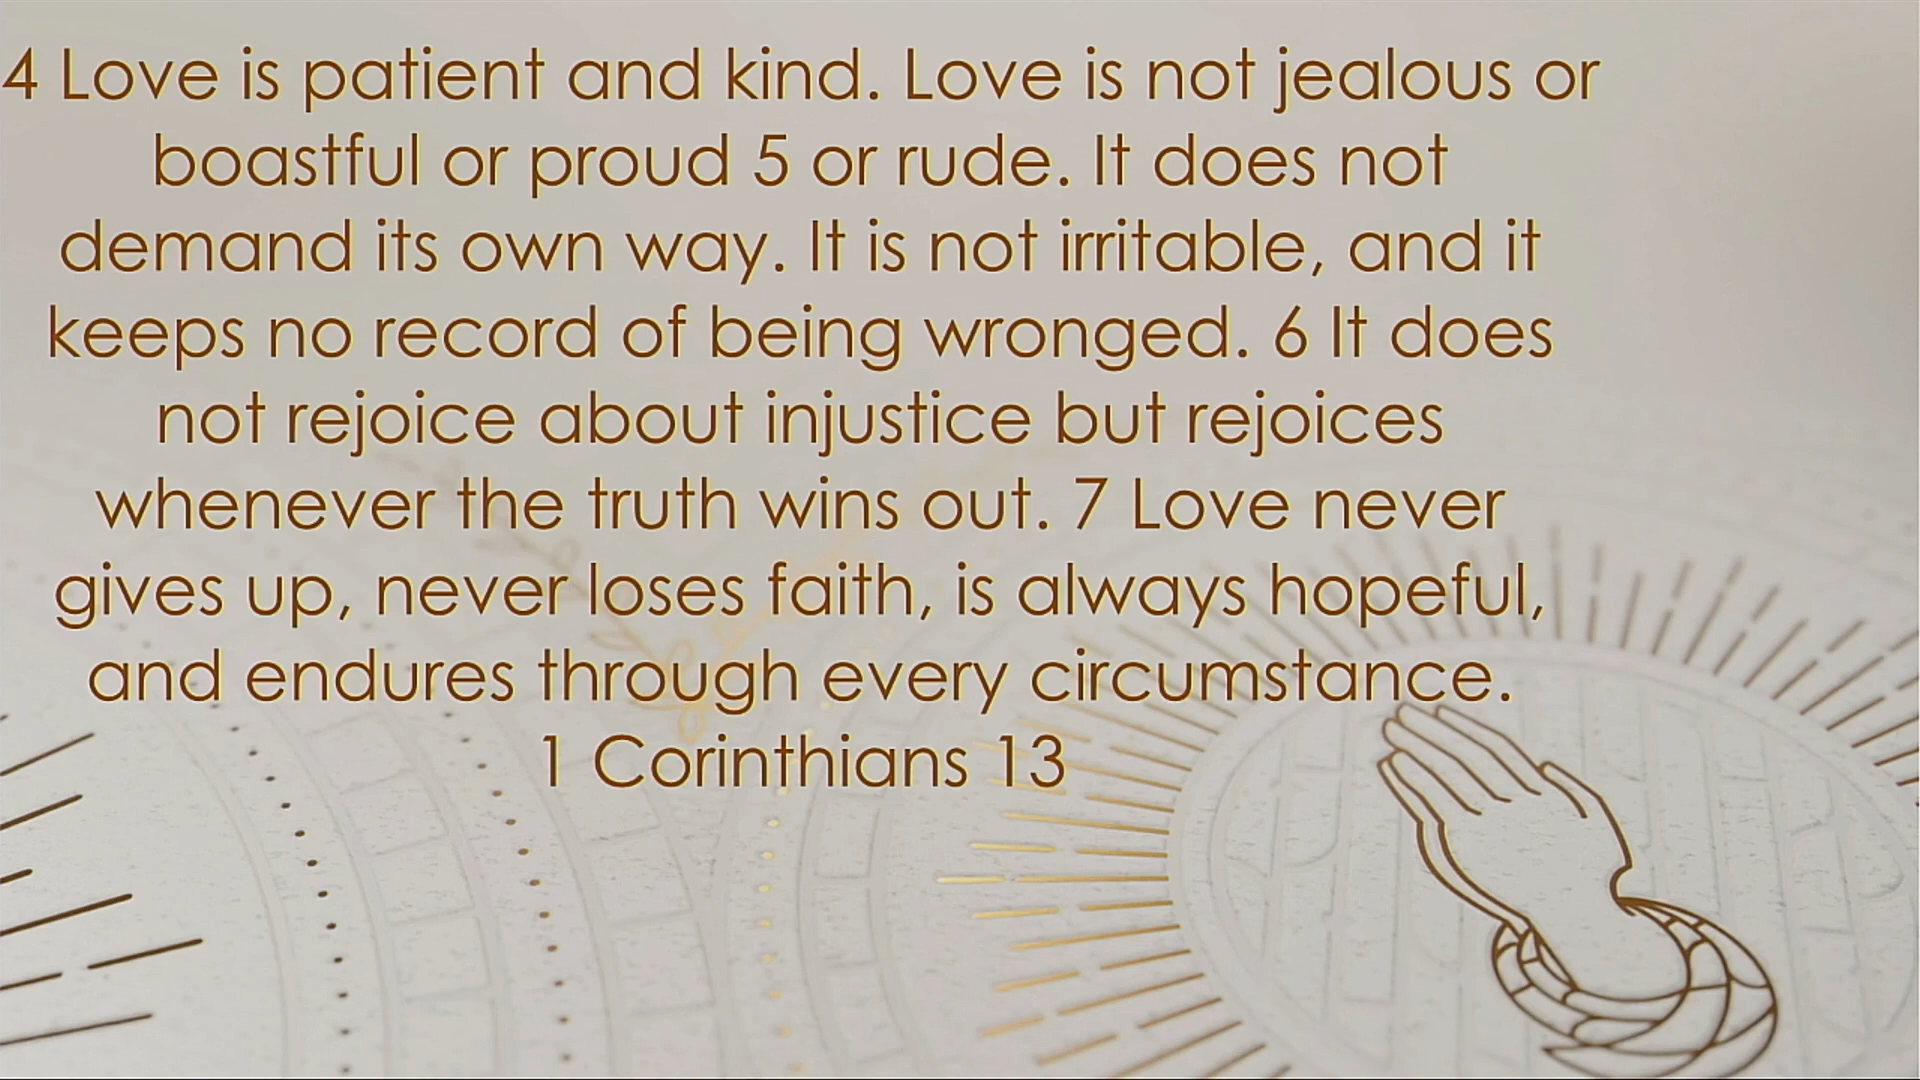 4 Love is patient and kind. Love is not jealous or
boastful or proud 5 or rude. It does not
demand its own way. It is not irritable, and it
keeps no record of being wronged. 6 It does
not rejoice about injustice but rejoices
whenever the truth wins out. 7 Love never
gives up, never loses faith, is always hopeful,
and endures through every circumstance.
1 Corinthians 13